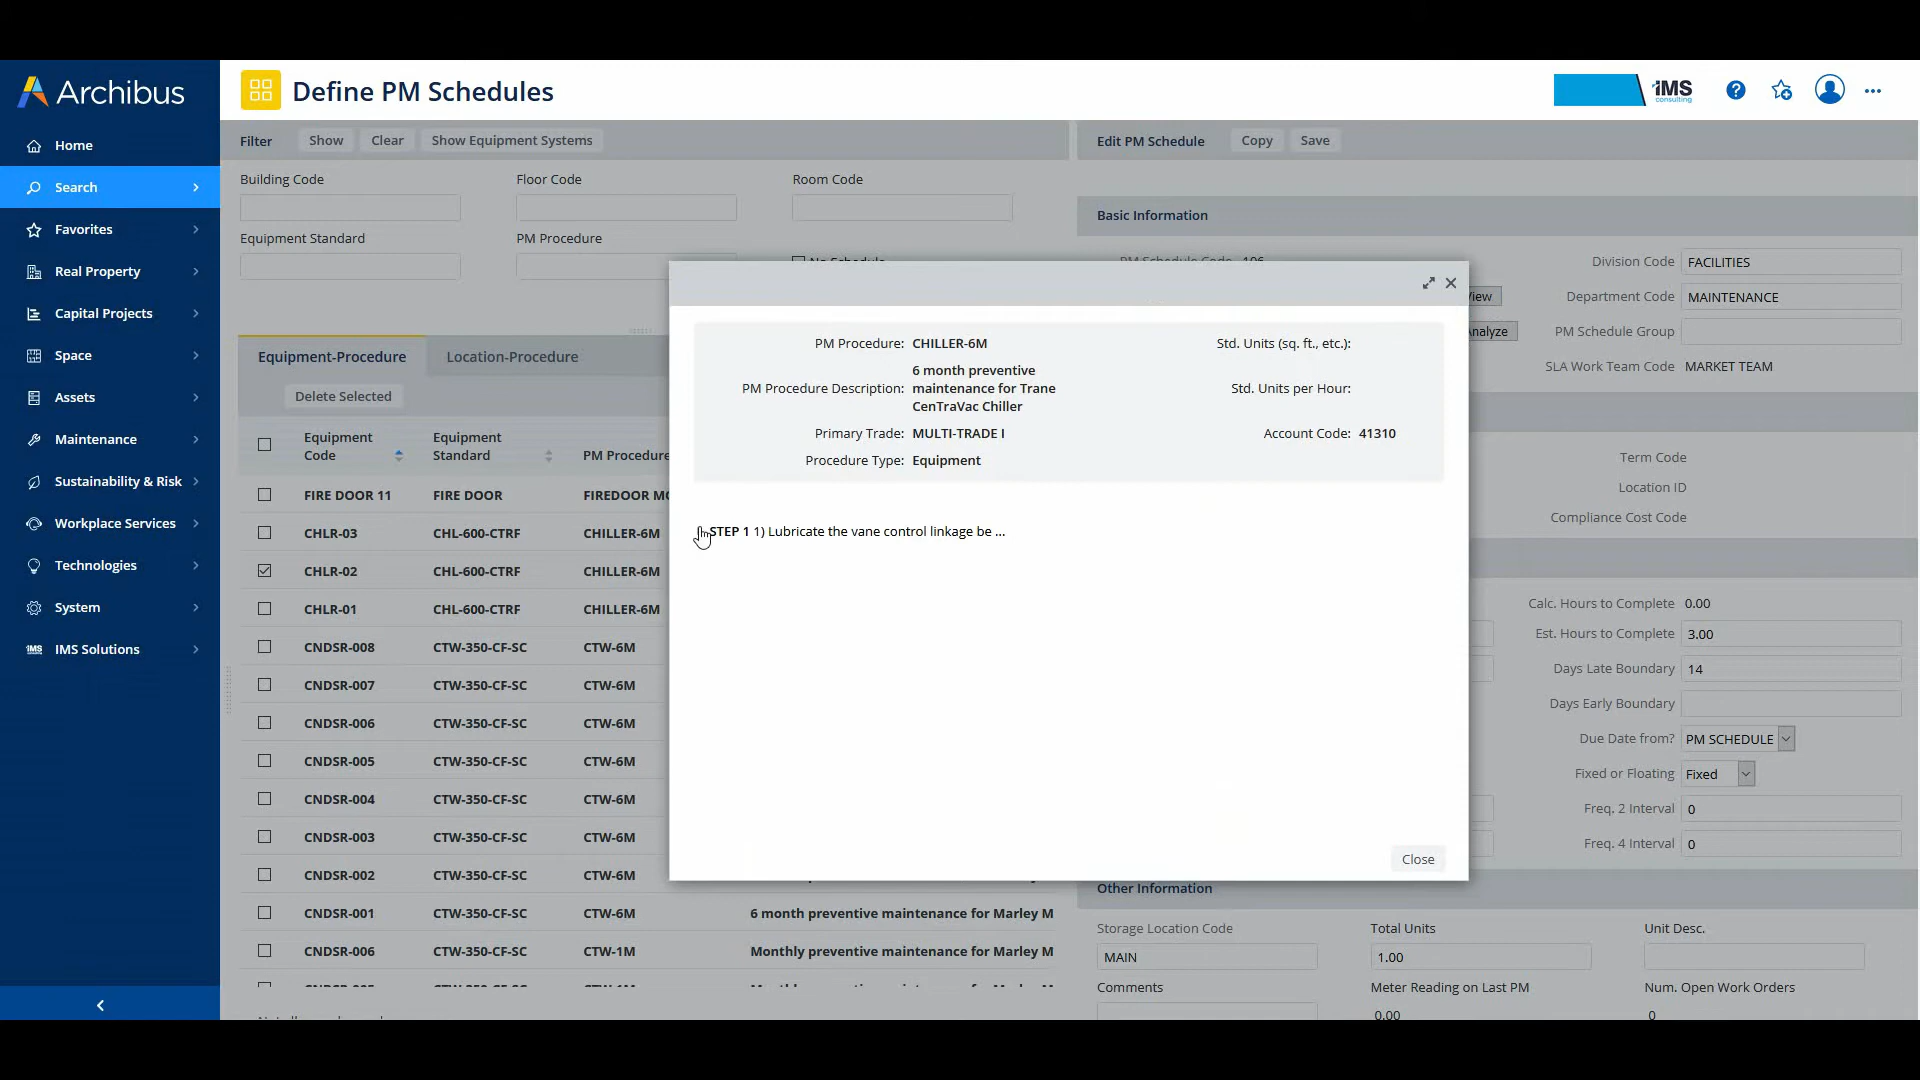 Archibus
Define PM Schedules
iMS
consulting
Home
Search
Favorites
Real Property
Capital Projects
Space
Assets
Maintenance
Sustainability & Risk
Workplace Services
Technologies
System
iMS IMS Solutions
Filter Show Clear Show Equipment Systems
Building Code Floor Code Room Code
Equipment Standard PM Procedure
No Schedule
Equipment-Procedure Location-Procedure
Delete Selected
Equipment Code Equipment Standard PM Procedure
FIRE DOOR 11 FIRE DOOR FIREDOOR MO
CHLR-03 CHL-600-CTRF CHILLER-6M
CHLR-02 CHL-600-CTRF CHILLER-6M
CHLR-01 CHL-600-CTRF CHILLER-6M
CNDSR-008 CTW-350-CF-SC CTW-6M
CNDSR-007 CTW-350-CF-SC CTW-6M
CNDSR-006 CTW-350-CF-SC CTW-6M
CNDSR-005 CTW-350-CF-SC CTW-6M
CNDSR-004 CTW-350-CF-SC CTW-6M
CNDSR-003 CTW-350-CF-SC CTW-6M
CNDSR-002 CTW-350-CF-SC CTW-6M
CNDSR-001 CTW-350-CF-SC CTW-6M 6 month preventive maintenance for Marley M
CNDSR-006 CTW-350-CF-SC CTW-1M Monthly preventive maintenance for Marley M
PM Procedure: CHILLER-6M Std. Units (sq. ft., etc.):
PM Procedure Description: 6 month preventive
maintenance for Trane
CenTraVac Chiller
Std. Units per Hour:
Primary Trade: MULTI-TRADE I Account Code: 41310
Procedure Type: Equipment
STEP 1 1) Lubricate the vane control linkage be ...
Close
Edit PM Schedule Copy Save
Basic Information
PM Schedule Code 106
Division Code FACILITIES
View Department Code MAINTENANCE
Analyze PM Schedule Group
SLA Work Team Code MARKET TEAM
Term Code
Location ID
Compliance Cost Code
Calc. Hours to Complete 0.00
Est. Hours to Complete 3.00
Days Late Boundary 14
Days Early Boundary
Due Date from? PM SCHEDULE
Fixed or Floating Fixed
Freq. 2 Interval 0
Freq. 4 Interval 0
Other Information
Storage Location Code Total Units Unit Desc.
MAIN 1.00
Comments Meter Reading on Last PM Num. Open Work Orders
0.00 0